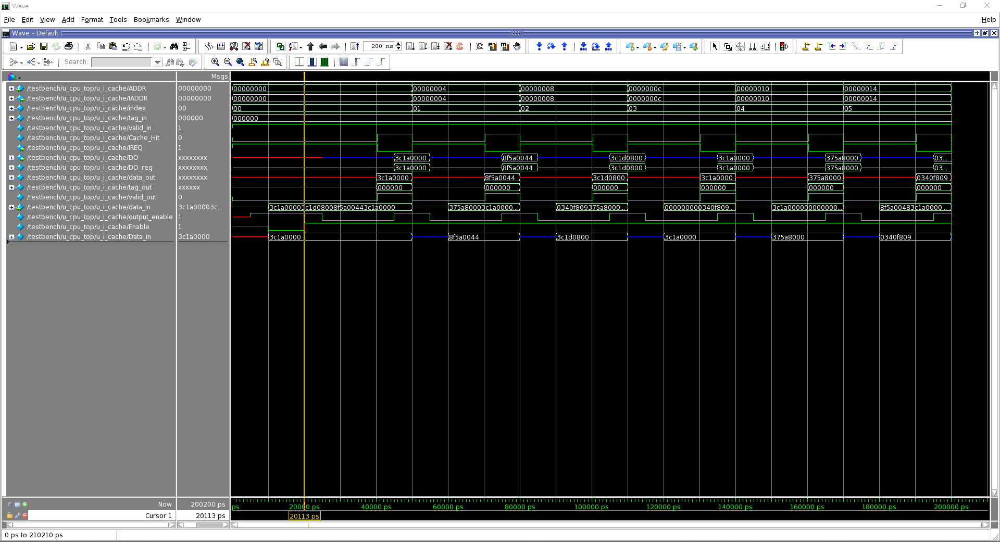 Wave
File Edit View Add Format Tools Bookmarks Window Help
Wave - Default
200 ns
Search:
Msgs
/testbench/u_cpu_top/u_i_cache/ADDR 00000000 00000000 00000004 00000008 0000000c 00000010 00000014
/testbench/u_cpu_top/u_i_cache/IADDR 00000000 00000000 00000004 00000008 0000000c 00000010 00000014
/testbench/u_cpu_top/u_i_cache/index 00 00 01 02 03 04 05
/testbench/u_cpu_top/u_i_cache/tag_in 000000 000000
/testbench/u_cpu_top/u_i_cache/valid_in 1
/testbench/u_cpu_top/u_i_cache/Cache_Hit 0
/testbench/u_cpu_top/u_i_cache/IREQ 1
/testbench/u_cpu_top/u_i_cache/DO xxxxxxxx 3c1a0000 8f5a0044 3c1d0800 3c1a0000 375a8000 03...
/testbench/u_cpu_top/u_i_cache/DO_reg xxxxxxxx 3c1a0000 8f5a0044 3c1d0800 3c1a0000 375a8000 03...
/testbench/u_cpu_top/u_i_cache/data_out xxxxxxxx 3c1a0000 8f5a0044 3c1d0800 3c1a0000 375a8000 0340f809
/testbench/u_cpu_top/u_i_cache/tag_out xxxxxx 000000 000000 000000 000000 000000 000000
/testbench/u_cpu_top/u_i_cache/valid_out 0
/testbench/u_cpu_top/u_i_cache/data_in 3c1a00003c... 3c1a00003c1d08008f5a00443c1a0000 375a80003c1a0000... 0340f809375a8000... 000000000340f809... 3c1a000000000000... 8f5a00483c1a0000...
/testbench/u_cpu_top/u_i_cache/output_enable 1
/testbench/u_cpu_top/u_i_cache/Enable 1
/testbench/u_cpu_top/u_i_cache/Data_in 3c1a0000 3c1a0000 8f5a0044 3c1d0800 3c1a0000 375a8000 0340f809
Now 200200 ps ps 20000 ps 40000 ps 60000 ps 80000 ps 100000 ps 120000 ps 140000 ps 160000 ps 180000 ps 200000 ps
Cursor 1 20113 ps 20113 ps
0 ps to 210210 ps